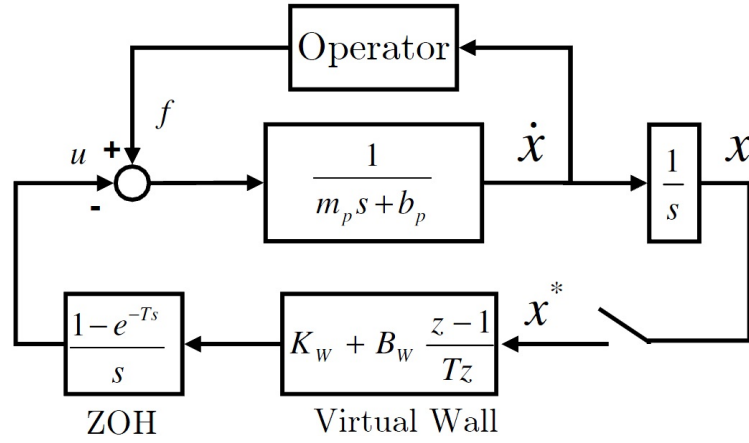 Operator
f
u + -
1 / (m_p s + b_p)
ẋ
1 / s
x
(1 - e^{-Ts}) / s
K_W + B_W (z - 1) / (Tz)
x*
ZOH
Virtual Wall